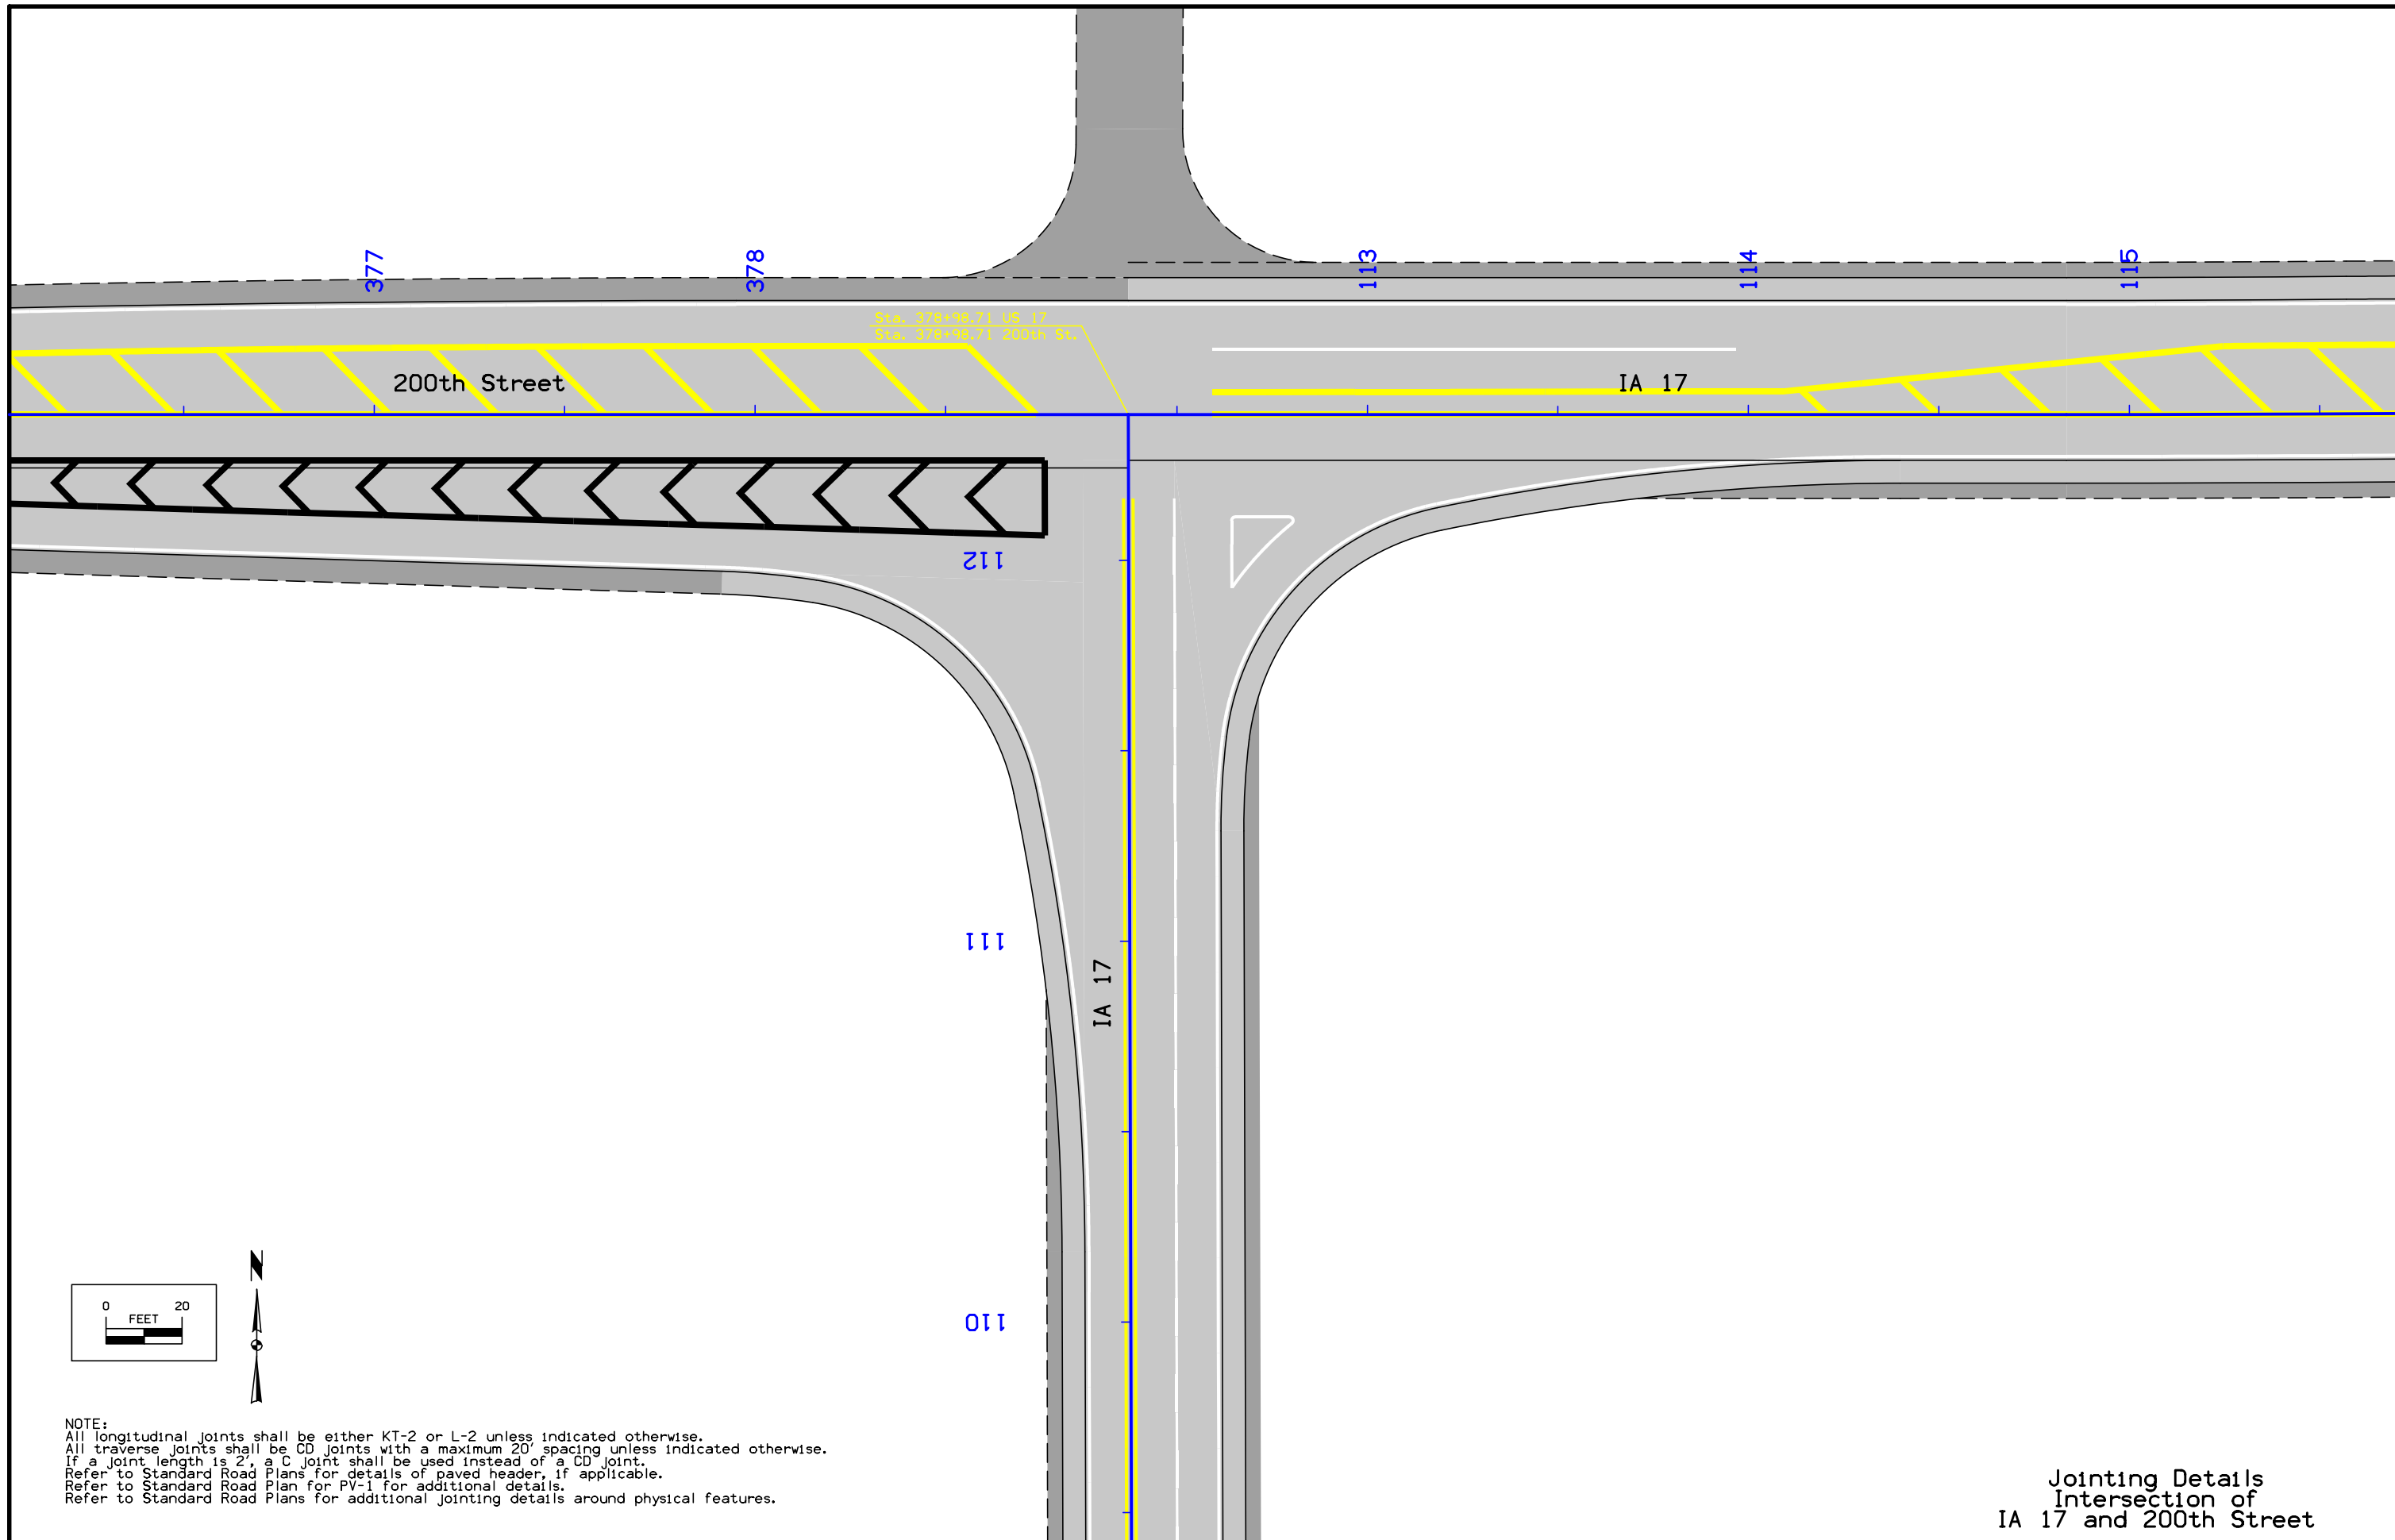 377
378
113
114
115
Sta. 378+98.71 US 17
Sta. 378+98.71 200th St.
200th Street
IA 17
112
111
IA 17
110
N
0 20
FEET
NOTE:
All longitudinal joints shall be either KT-2 or L-2 unless indicated otherwise.
All traverse joints shall be CD joints with a maximum 20' spacing unless indicated otherwise.
If a joint length is 2', a C joint shall be used instead of a CD joint.
Refer to Standard Road Plans for details of paved header, if applicable.
Refer to Standard Road Plan for PV-1 for additional details.
Refer to Standard Road Plans for additional jointing details around physical features.
Jointing Details
Intersection of
IA 17 and 200th Street